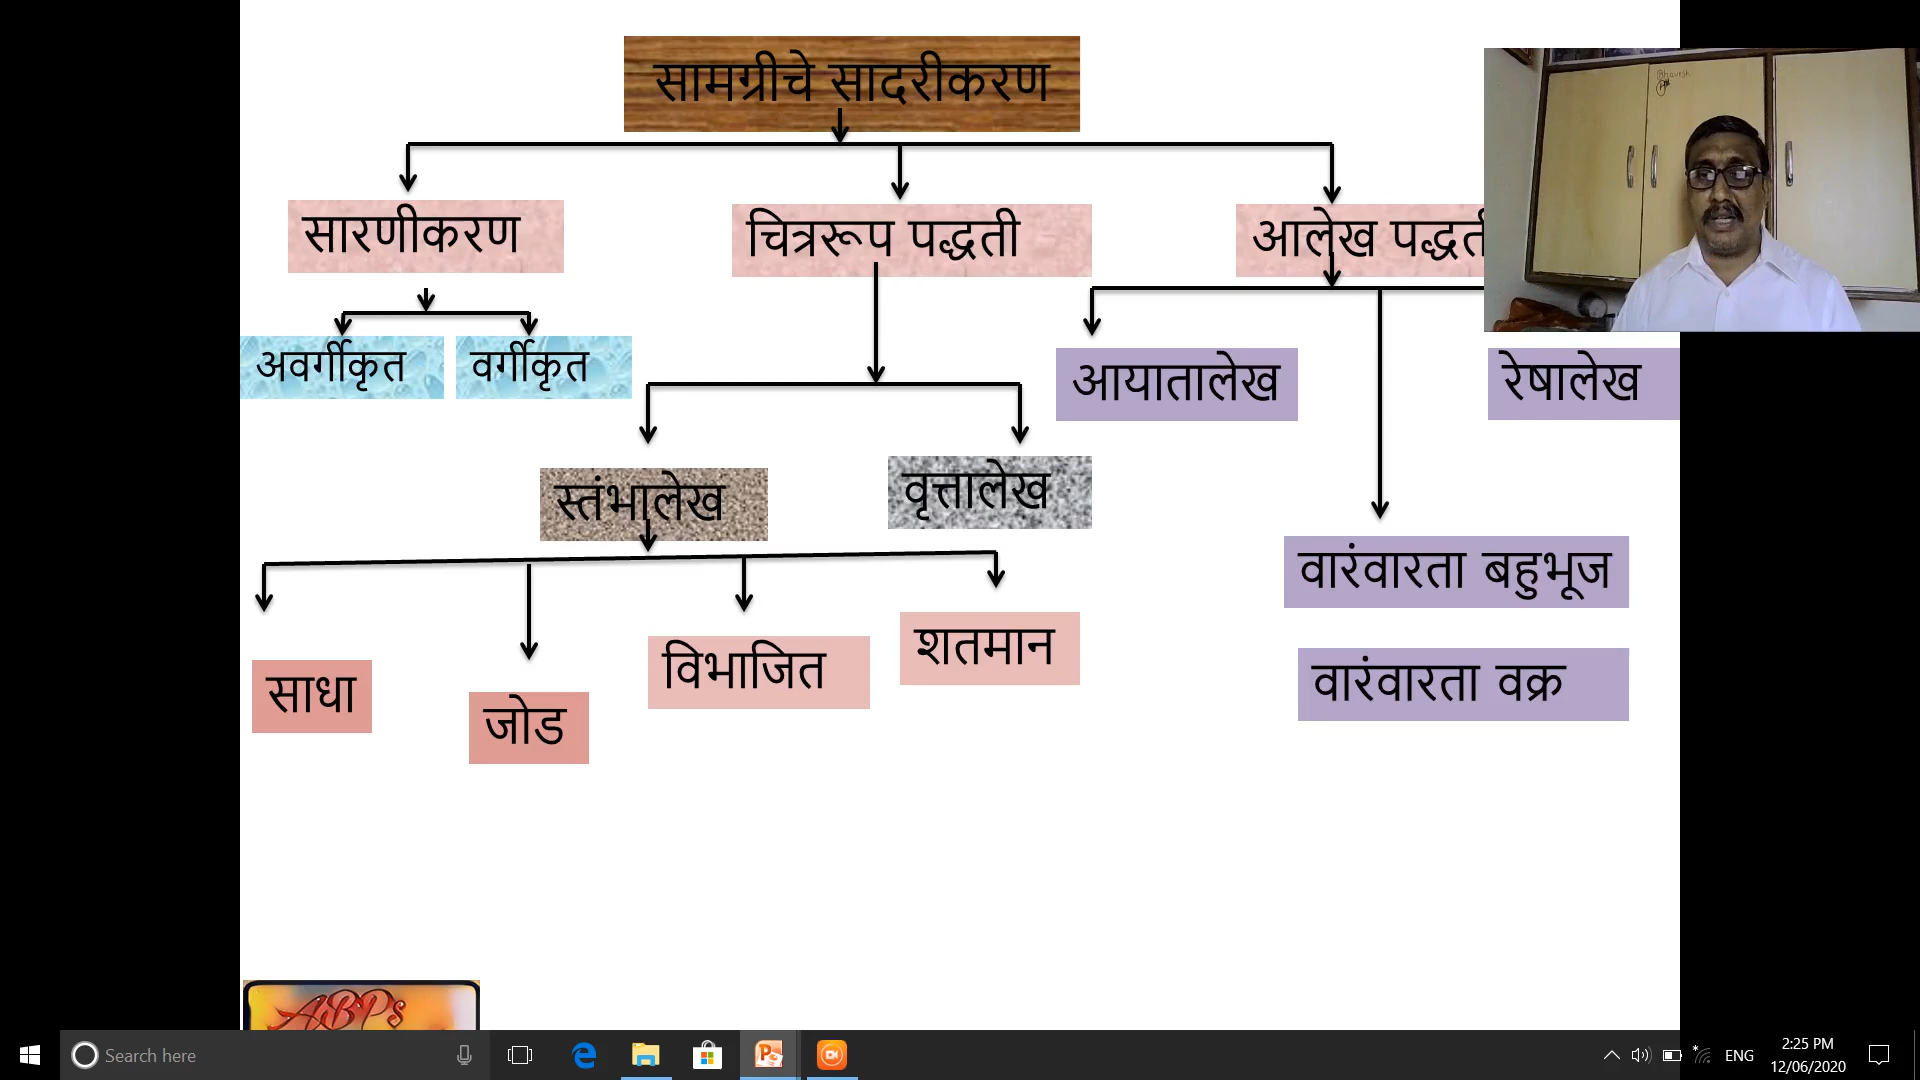 सामग्रीचे सादरीकरण
सारणीकरण
चित्ररूप पद्धती
आलेख पद्धती
अवर्गीकृत
वर्गीकृत
आयातालेख
रेषालेख
स्तंभालेख
वृत्तालेख
वारंवारता बहुभूज
वारंवारता वक्र
साधा
जोड
विभाजित
शतमान
Bhavesh
ABPs
Search here
ENG
2:25 PM
12/06/2020